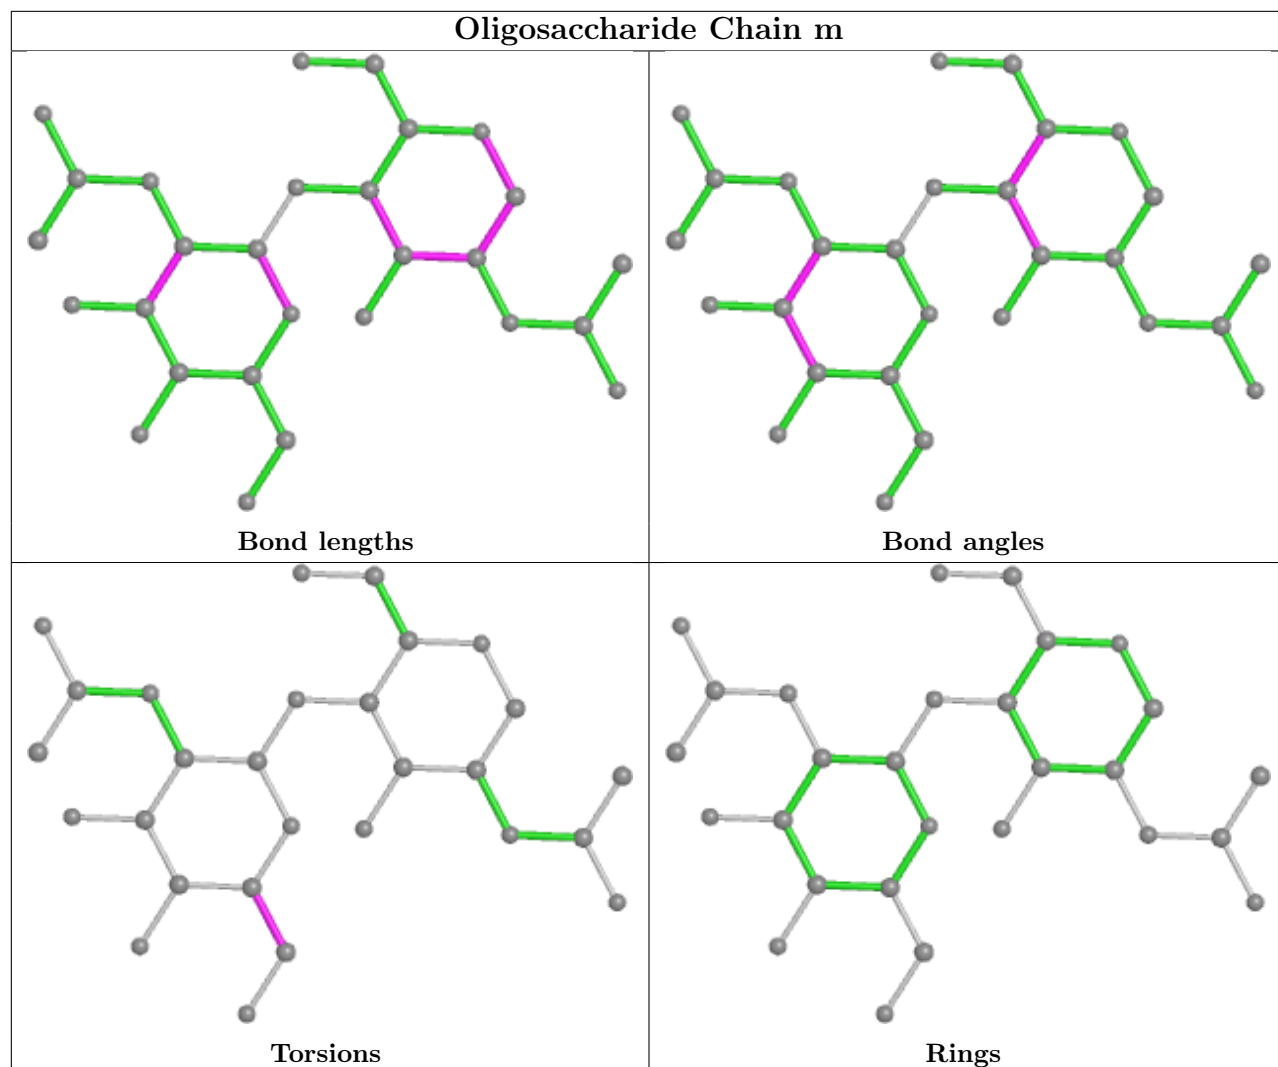 Oligosaccharide Chain m
Bond lengths
Bond angles
Torsions
Rings